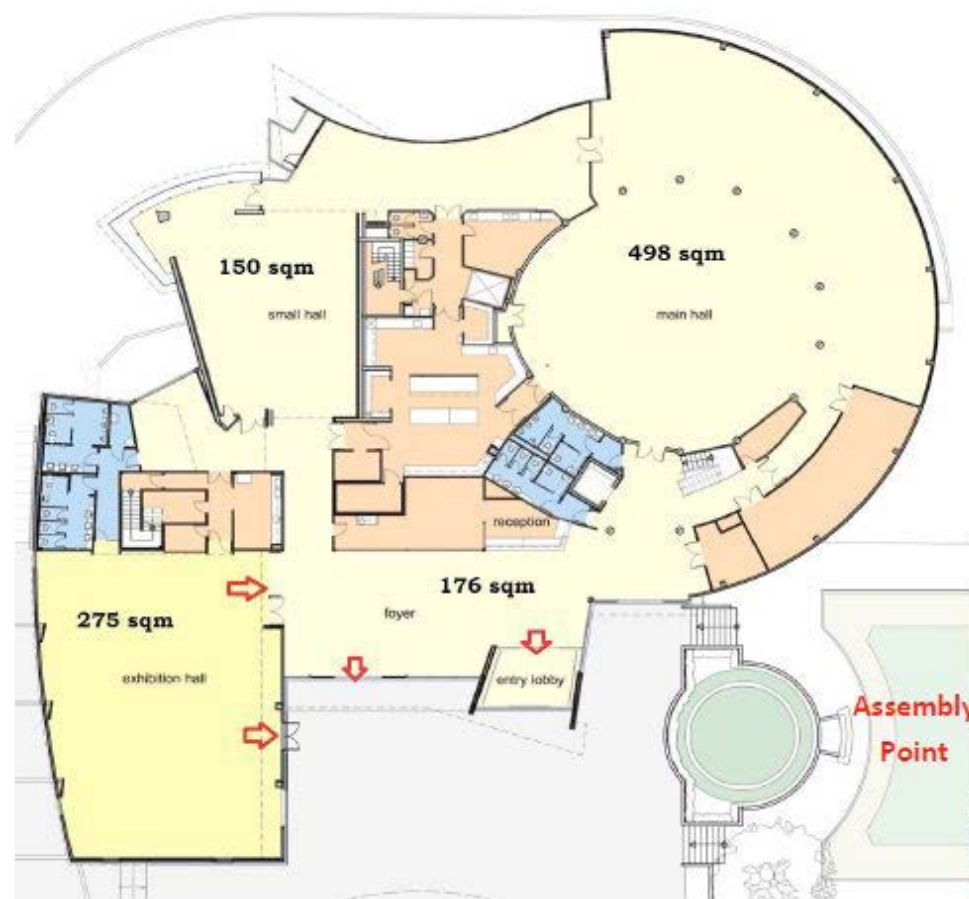 150 sqm
small hall
498 sqm
main hall
reception
176 sqm
foyer
275 sqm
exhibition hall
entry lobby
Assembly
Point